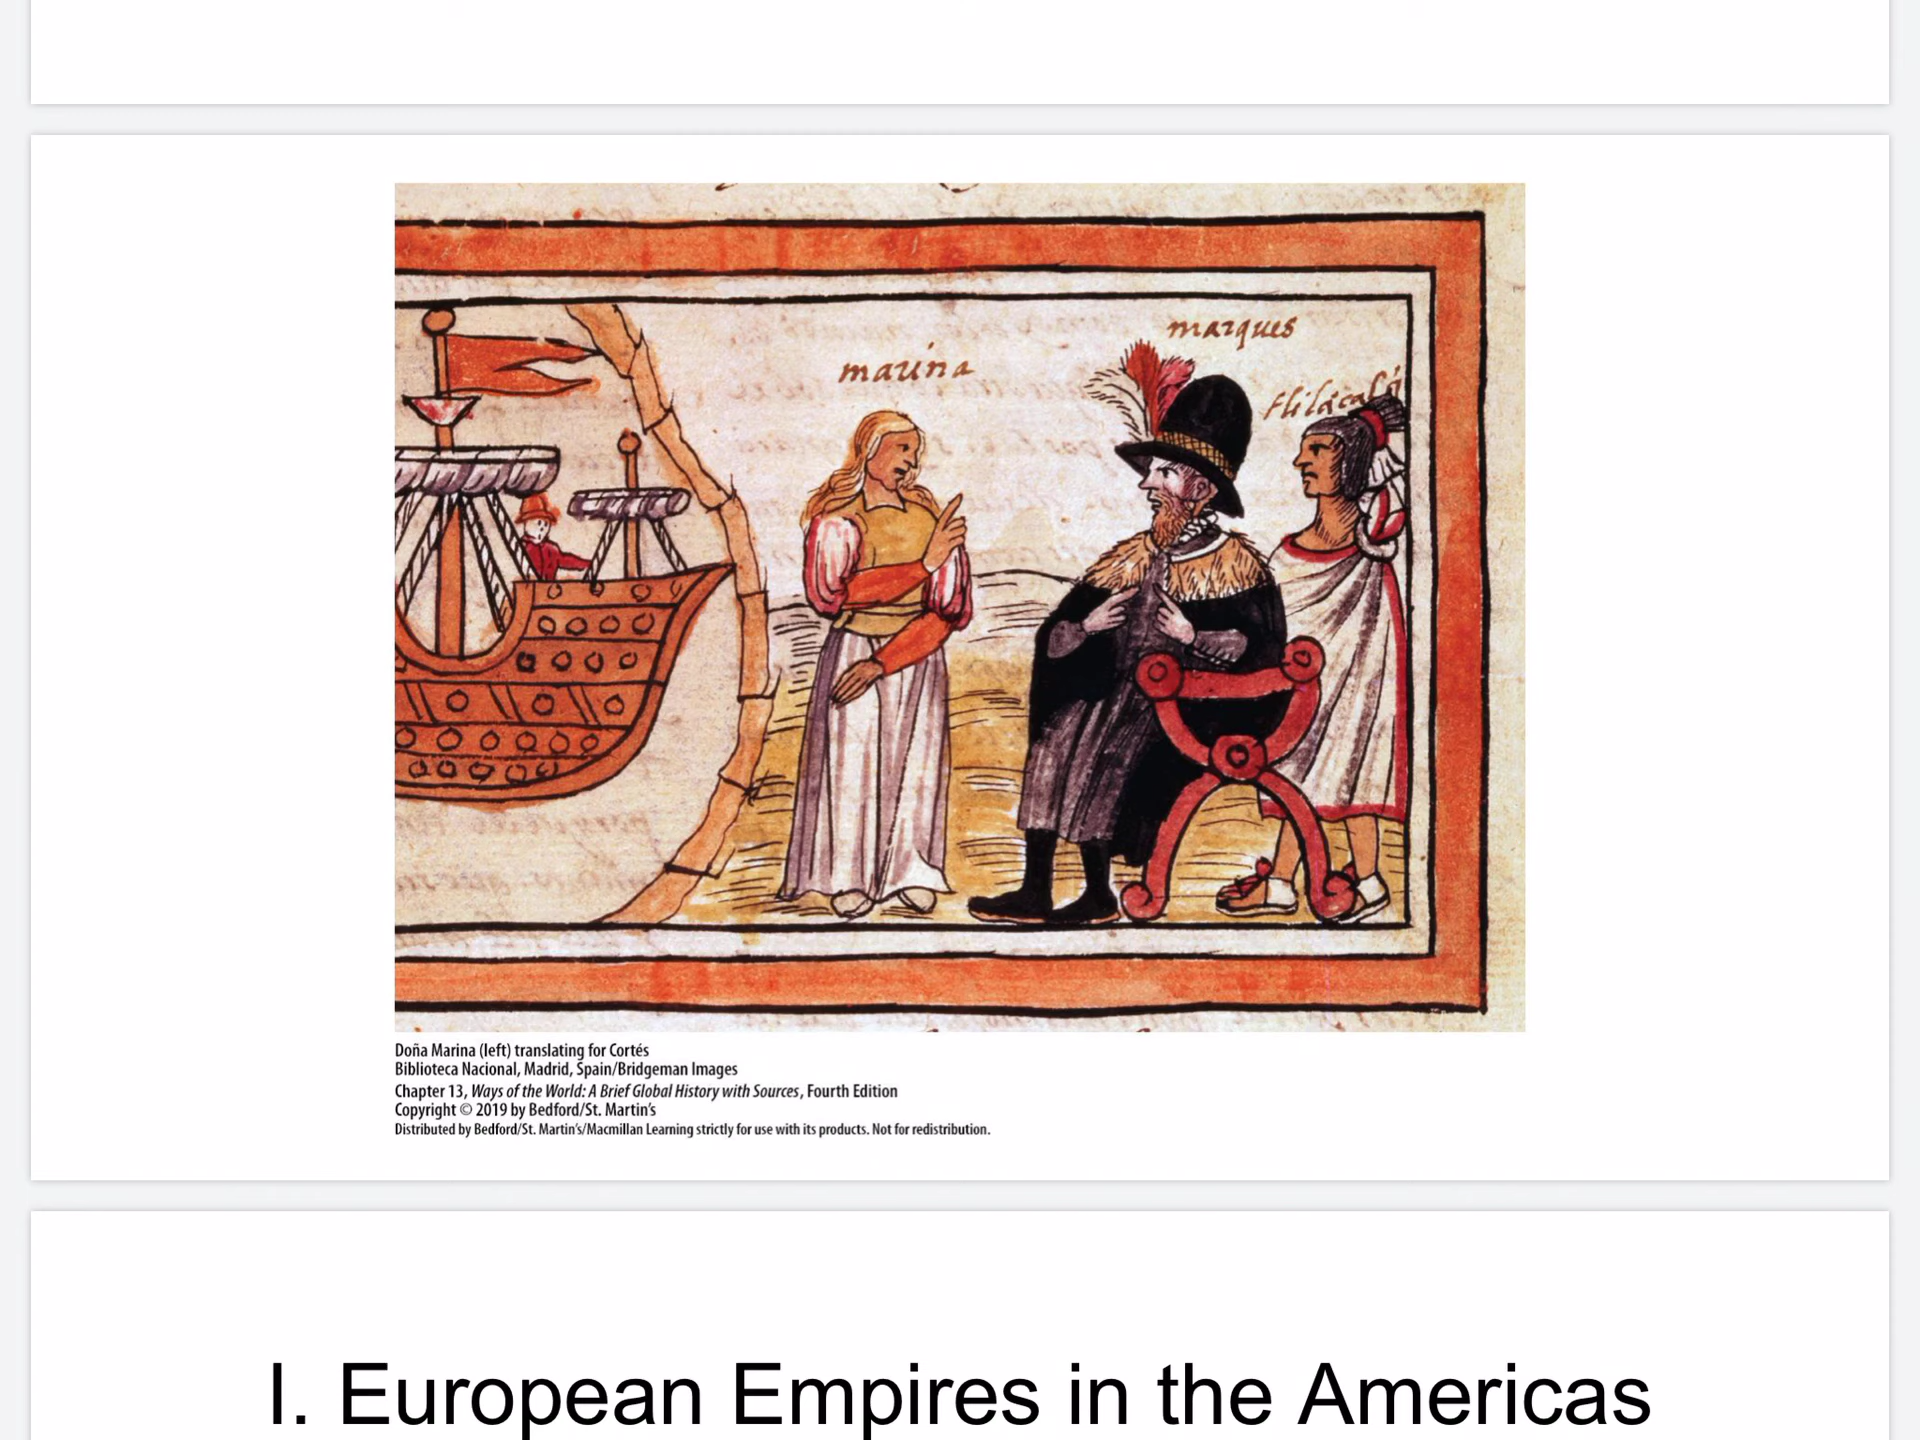 marina
marques
Doña Marina (left) translating for Cortés
Biblioteca Nacional, Madrid, Spain/Bridgeman Images
Chapter 13, Ways of the World: A Brief Global History with Sources, Fourth Edition
Copyright © 2019 by Bedford/St. Martin's
Distributed by Bedford/St. Martin's/Macmillan Learning strictly for use with its products. Not for redistribution.
I. European Empires in the Americas